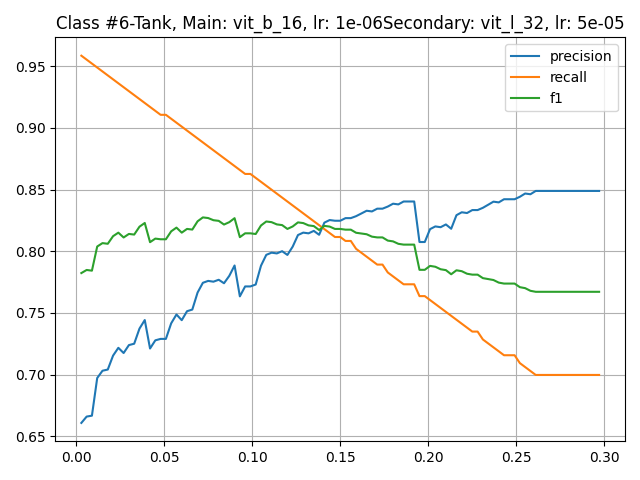 Class #6-Tank, Main: vit_b_16, lr: 1e-06Secondary: vit_l_32, lr: 5e-05
precision
recall
f1
0.95
0.90
0.85
0.80
0.75
0.70
0.65
0.00 0.05 0.10 0.15 0.20 0.25 0.30